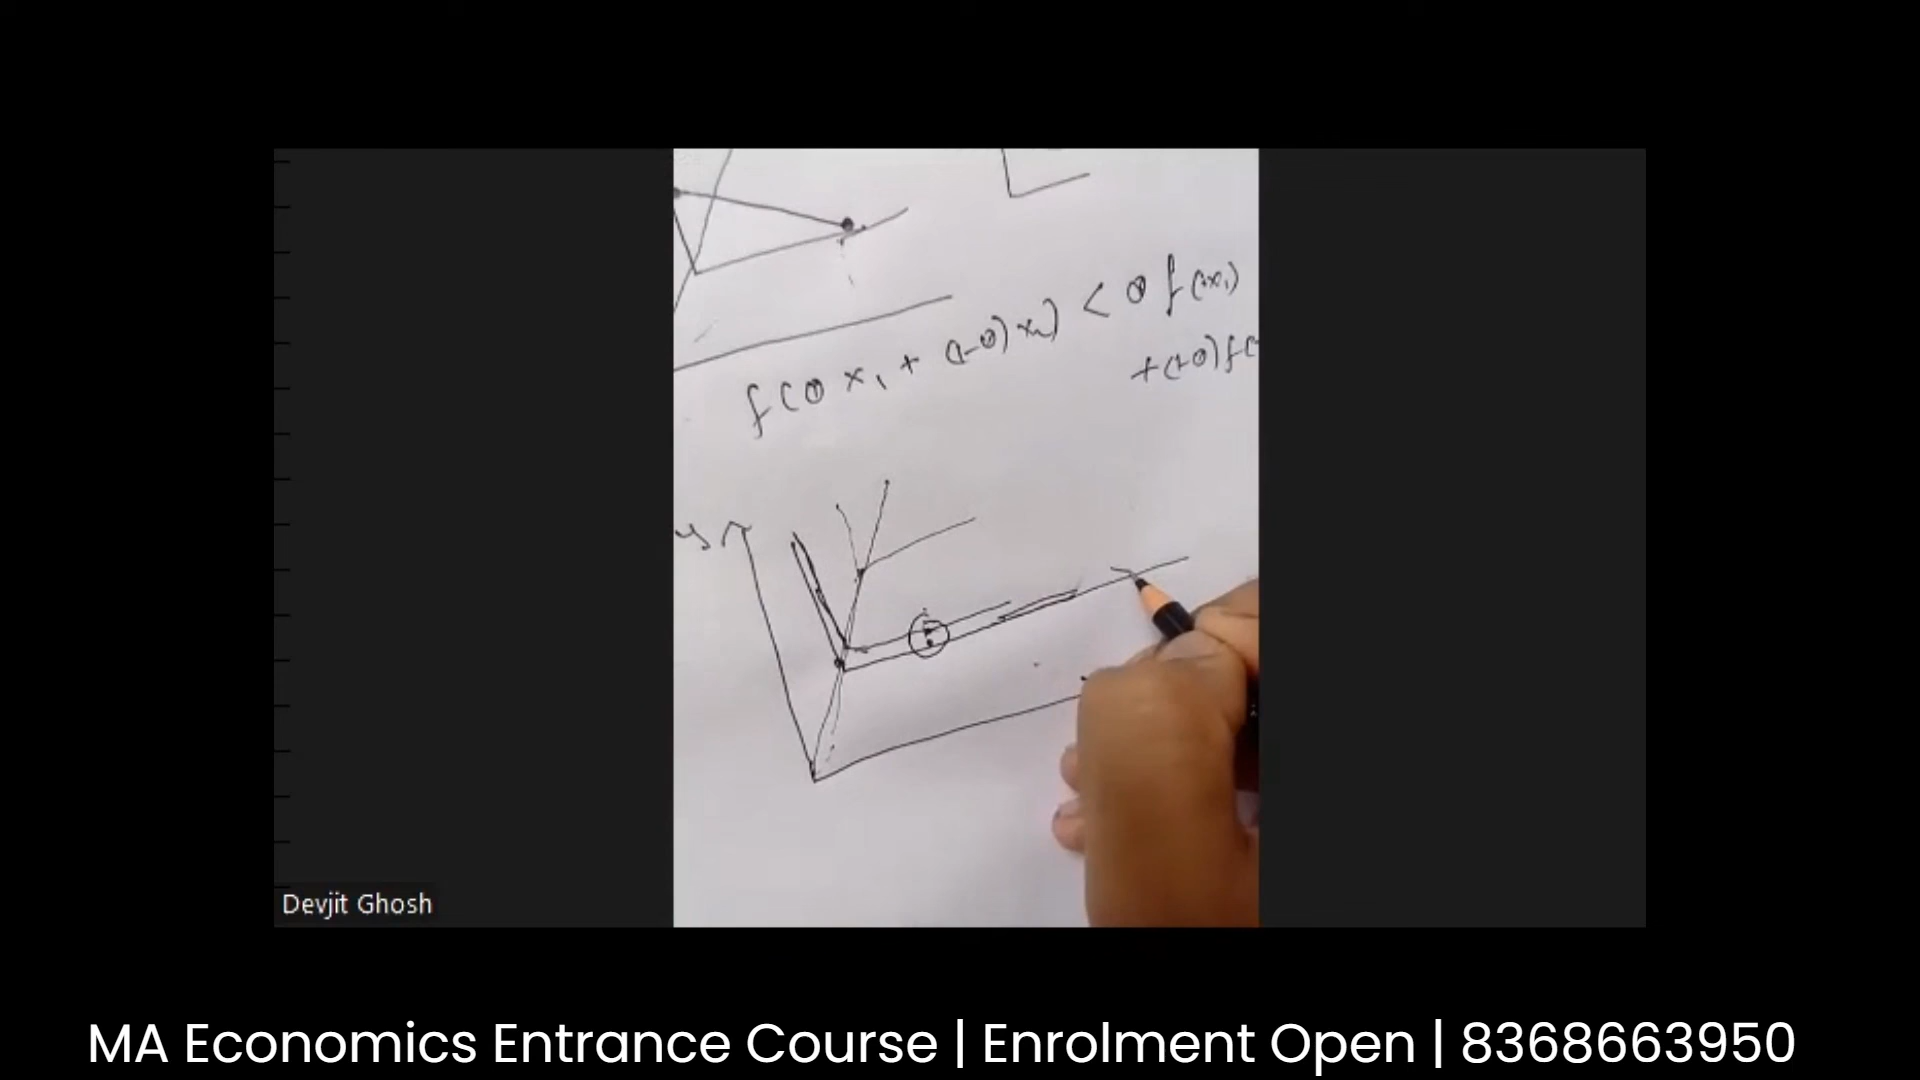 f(θx₁ + (1-θ)x₂) < θ f(x₁)
+(1-θ)f(
y
Devjit Ghosh
MA Economics Entrance Course | Enrolment Open | 8368663950